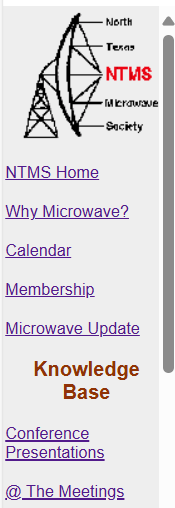 North
Texas
NTMS
Microwave
Society
NTMS Home
Why Microwave?
Calendar
Membership
Microwave Update
Knowledge
Base
Conference
Presentations
@ The Meetings